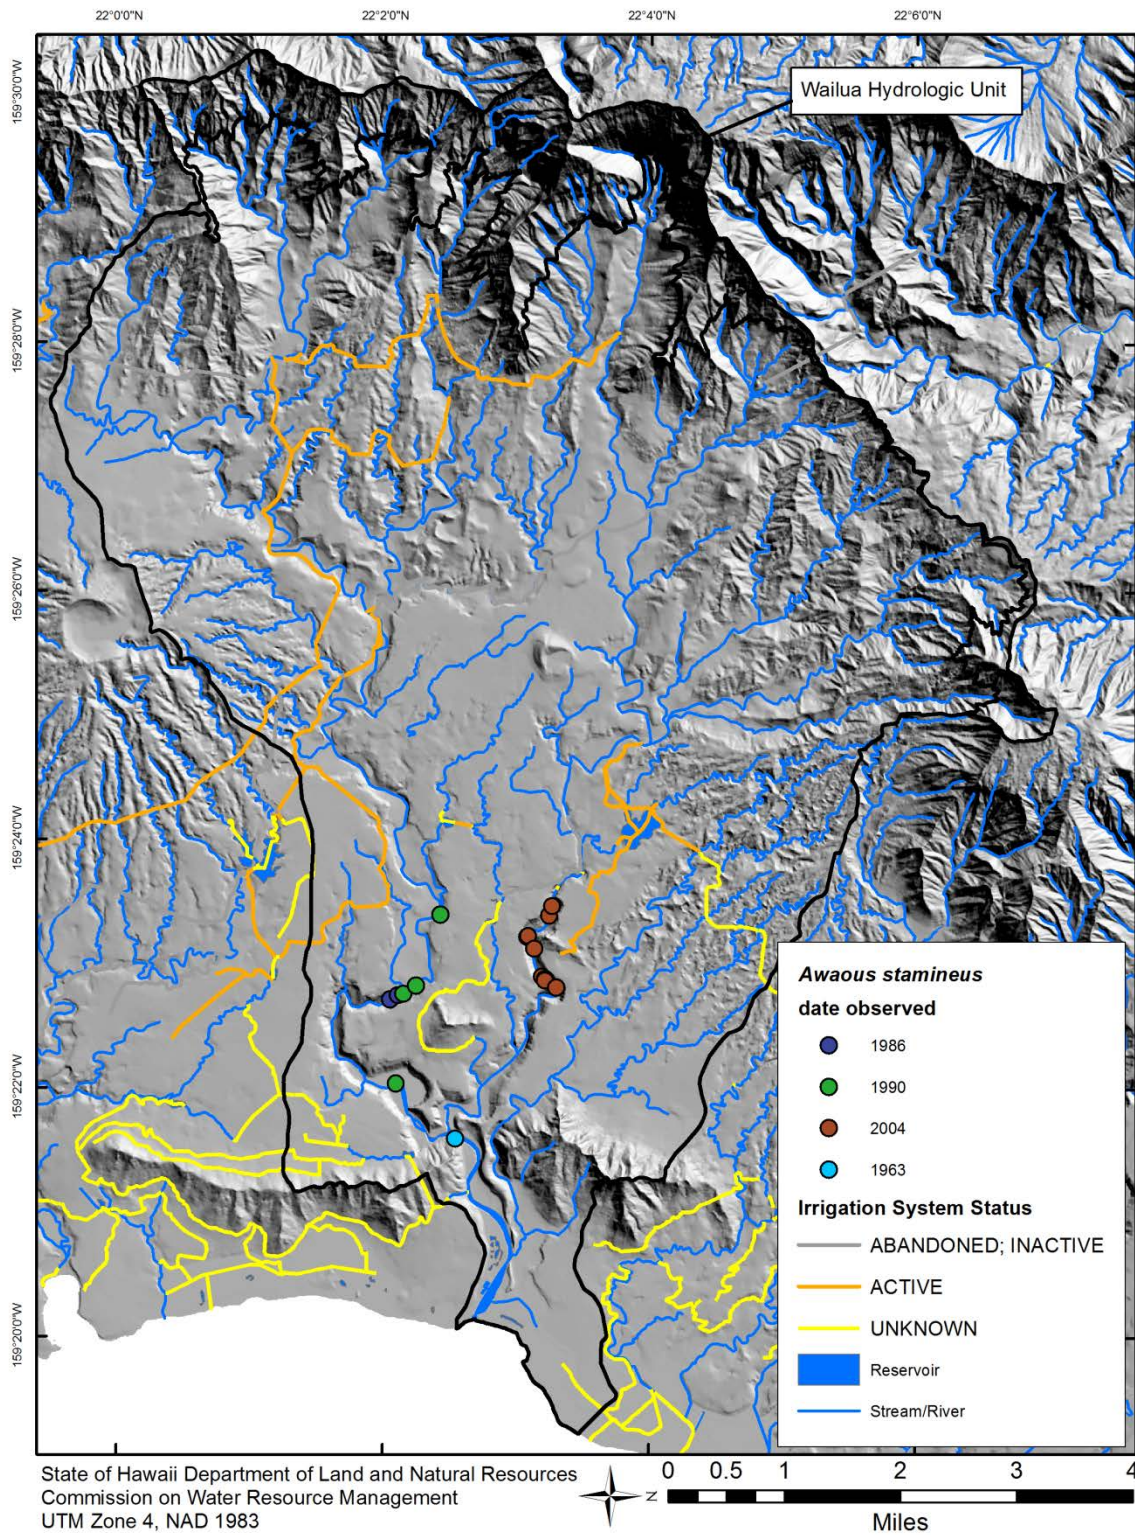 22°0'0"W
22°20'0"W
22°4'0"W
22°6'0"W
159°30'0"W
159°28'0"W
159°26'0"W
159°24'0"W
159°22'0"W
159°20'0"W
Wailua Hydrologic Unit
Awaous stamineus
date observed
1986
1990
2004
1963
Irrigation System Status
ABANDONED; INACTIVE
ACTIVE
UNKNOWN
Reservoir
Stream/River
State of Hawaii Department of Land and Natural Resources
Commission on Water Resource Management
UTM Zone 4, NAD 1983
N
0 0.5 1 2 3 4
Miles